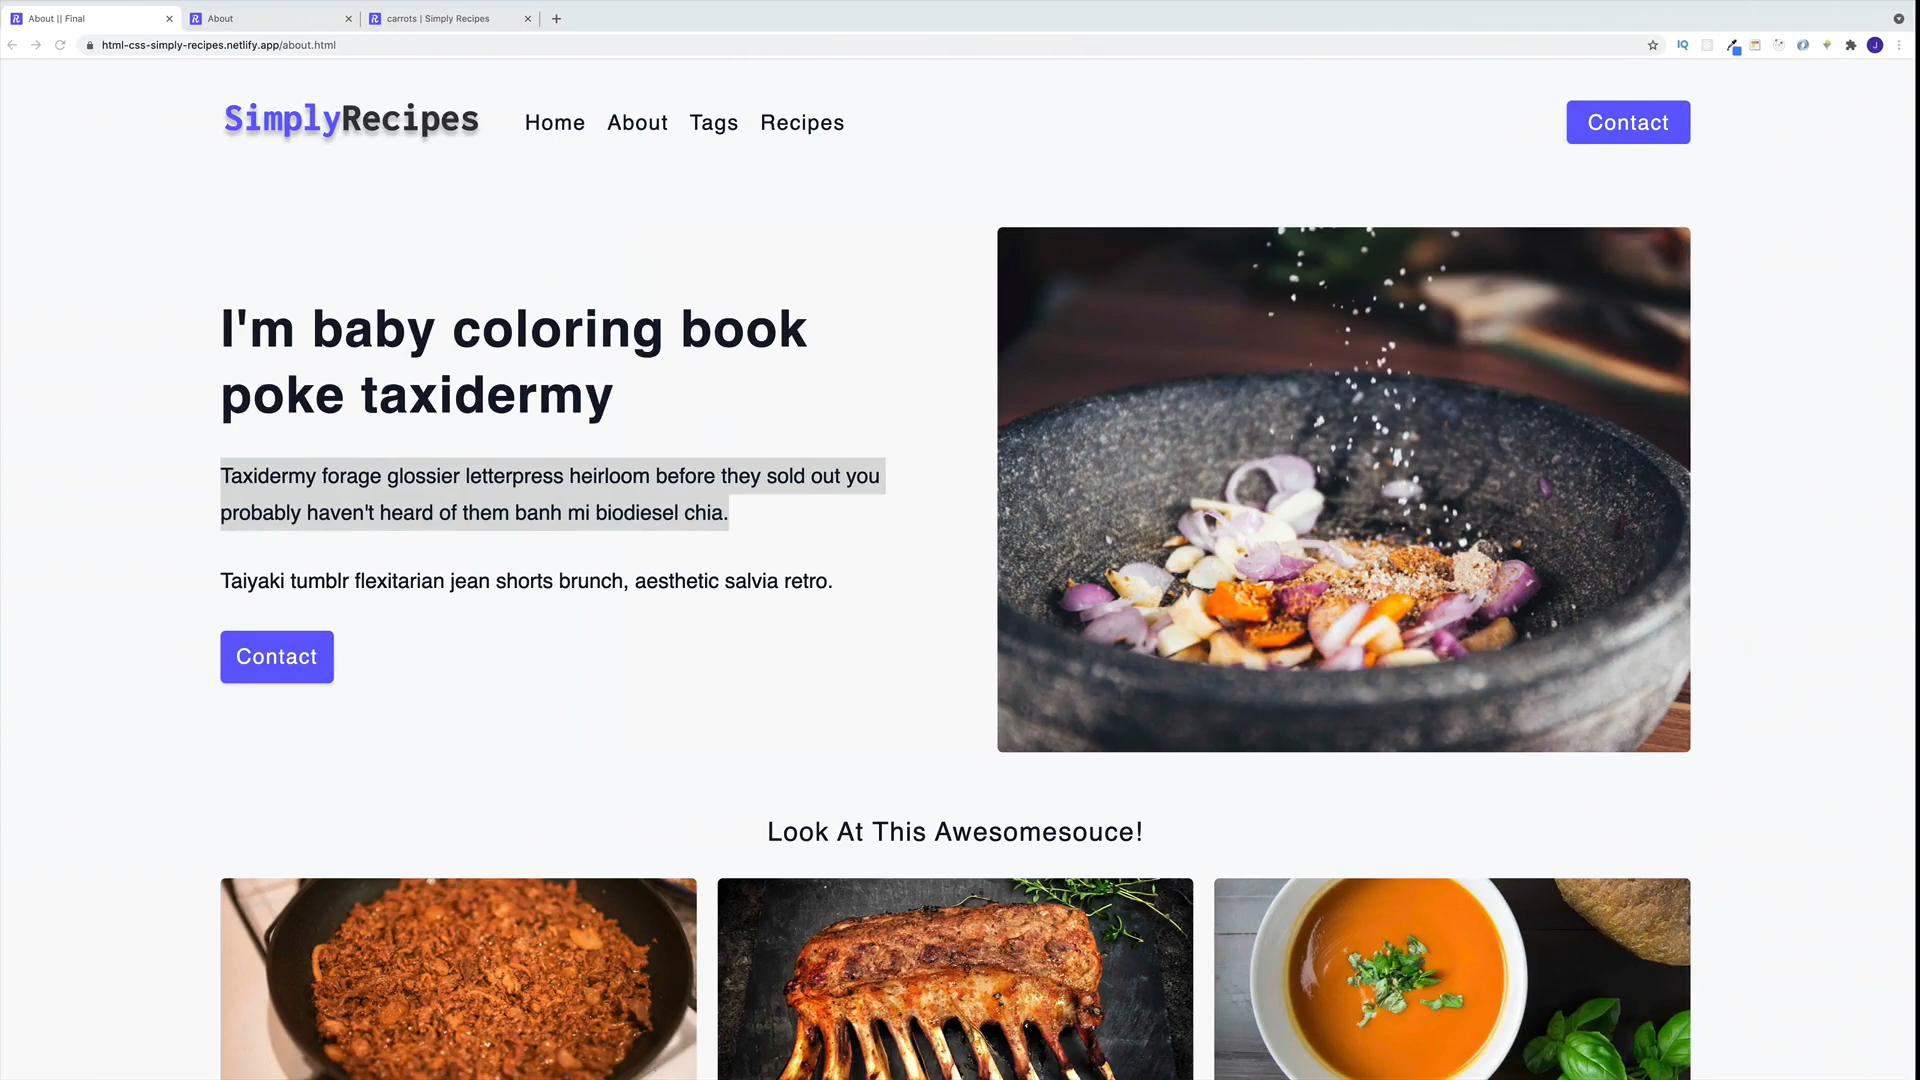 About || Final
About
carrots | Simply Recipes
html-css-simply-recipes.netlify.app/about.html
IQ
J
SimplyRecipes
Home About Tags Recipes
Contact
I'm baby coloring book
poke taxidermy
Taxidermy forage glossier letterpress heirloom before they sold out you
probably haven't heard of them banh mi biodiesel chia.
Taiyaki tumblr flexitarian jean shorts brunch, aesthetic salvia retro.
Contact
Look At This Awesomesouce!